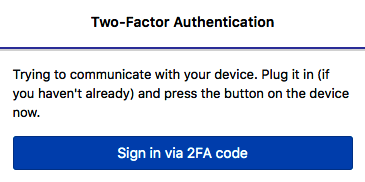 Two-Factor Authentication
Trying to communicate with your device. Plug it in (if
you haven't already) and press the button on the device
now.
Sign in via 2FA code